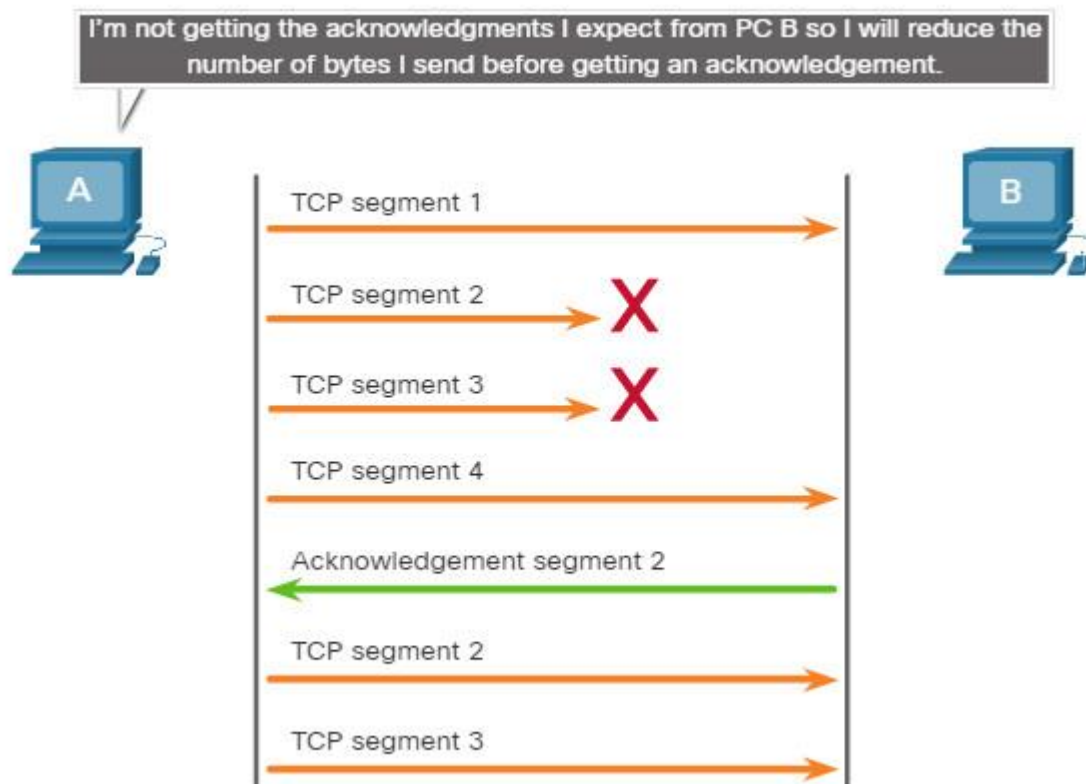 I'm not getting the acknowledgments I expect from PC B so I will reduce the
number of bytes I send before getting an acknowledgement.
A
B
TCP segment 1
TCP segment 2
X
TCP segment 3
X
TCP segment 4
Acknowledgement segment 2
TCP segment 2
TCP segment 3